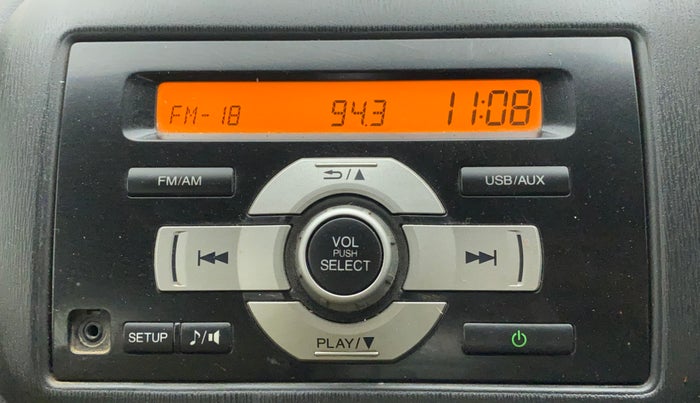 FM-18 94.3 11:08
FM/AM
/▲
USB/AUX
VOL
PUSH
SELECT
SETUP
♪/
PLAY/▼